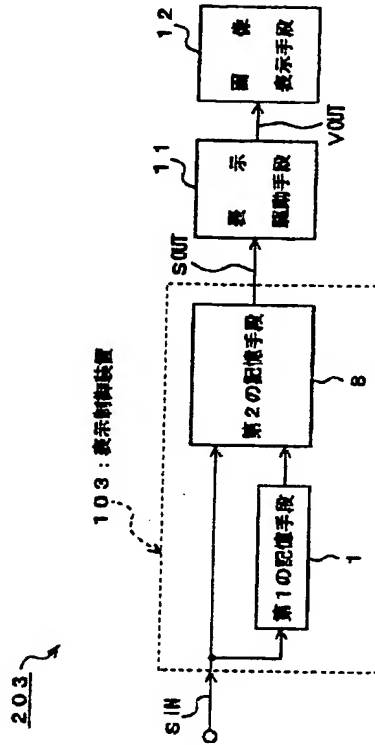 203
103：表示制御装置
SIN
第1の記憶手段
1
第2の記憶手段
8
SOUT
表示
駆動手段
11
VOUT
画像
表示手段
12